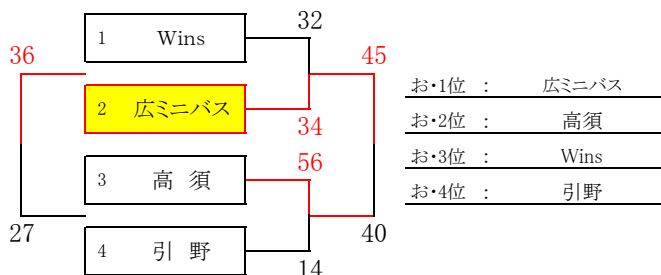 32
36
1 Wins
45
2 広ミニバス
34
56
3 高 須
27
40
4 引 野
14
お・1位 : 広ミニバス
お・2位 : 高須
お・3位 : Wins
お・4位 : 引野